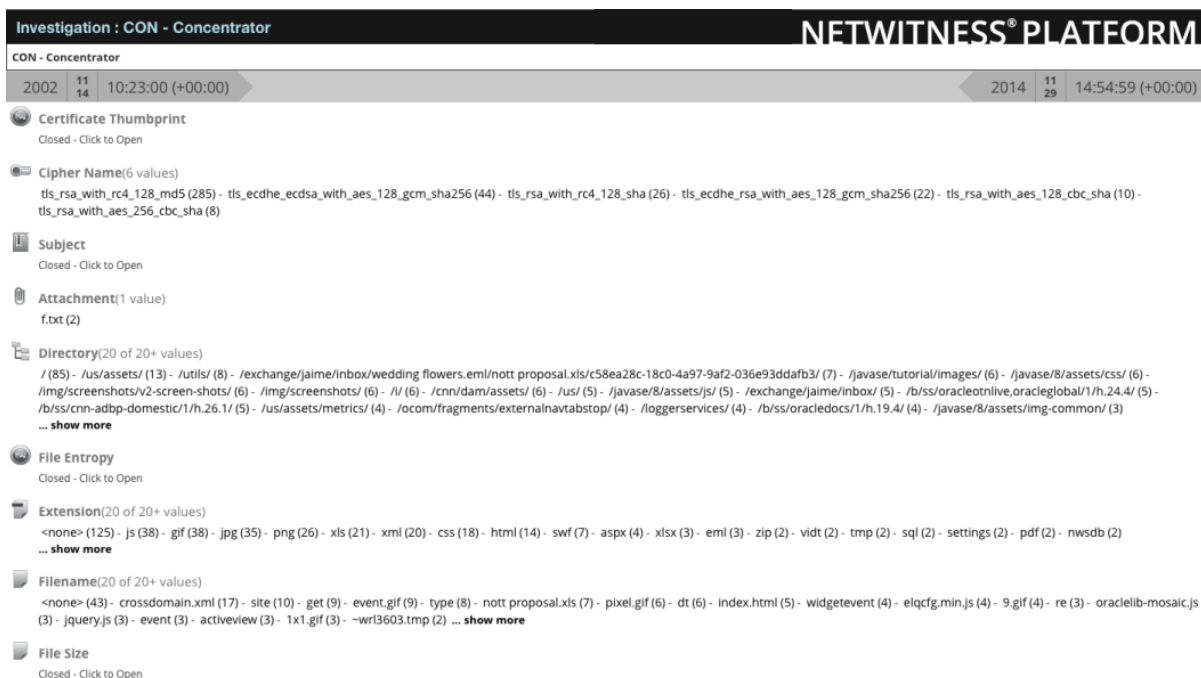 Investigation : CON - Concentrator
NETWITNESS® PLATFORM
CON - Concentrator
2002 11 14 10:23:00 (+00:00)
2014 11 29 14:54:59 (+00:00)
Certificate Thumbprint
Closed - Click to Open
Cipher Name(6 values)
tls_rsa_with_rc4_128_md5 (285) - tls_ecdhe_ecdsa_with_aes_128_gcm_sha256 (44) - tls_rsa_with_rc4_128_sha (26) - tls_ecdhe_rsa_with_aes_128_gcm_sha256 (22) - tls_rsa_with_aes_128_cbc_sha (10) -
tls_rsa_with_aes_256_cbc_sha (8)
Subject
Closed - Click to Open
Attachment(1 value)
f.txt (2)
Directory(20 of 20+ values)
/ (85) - /us/assets/ (13) - /utils/ (8) - /exchange/jaime/inbox/wedding flowers.eml/nott proposal.xls/c58ea28c-18c0-4a97-9af2-036e93ddafb3/ (7) - /javase/tutorial/images/ (6) - /javase/8/assets/css/ (6) -
/img/screenshots/v2-screen-shots/ (6) - /img/screenshots/ (6) - /i/ (6) - /cnn/dam/assets/ (6) - /us/ (5) - /javase/8/assets/js/ (5) - /exchange/jaime/inbox/ (5) - /b/ss/oracleotnlive,oracleglobal/1/h.24.4/ (5) -
/b/ss/cnn-adbp-domestic/1/h.26.1/ (5) - /us/assets/metrics/ (4) - /ocom/fragments/externalnavtabstop/ (4) - /loggerservices/ (4) - /b/ss/oracledocs/1/h.19.4/ (4) - /javase/8/assets/img-common/ (3)
... show more
File Entropy
Closed - Click to Open
Extension(20 of 20+ values)
<none> (125) - js (38) - gif (38) - jpg (35) - png (26) - xls (21) - xml (20) - css (18) - html (14) - swf (7) - aspx (4) - xlsx (3) - eml (3) - zip (2) - vidt (2) - tmp (2) - sql (2) - settings (2) - pdf (2) - nwsdb (2)
... show more
Filename(20 of 20+ values)
<none> (43) - crossdomain.xml (17) - site (10) - get (9) - event.gif (9) - type (8) - nott proposal.xls (7) - pixel.gif (6) - dt (6) - index.html (5) - widgetevent (4) - elqcfg.min.js (4) - 9.gif (4) - re (3) - oraclelib-mosaic.js
(3) - jquery.js (3) - event (3) - activeview (3) - 1x1.gif (3) - ~wrl3603.tmp (2) ... show more
File Size
Closed - Click to Open